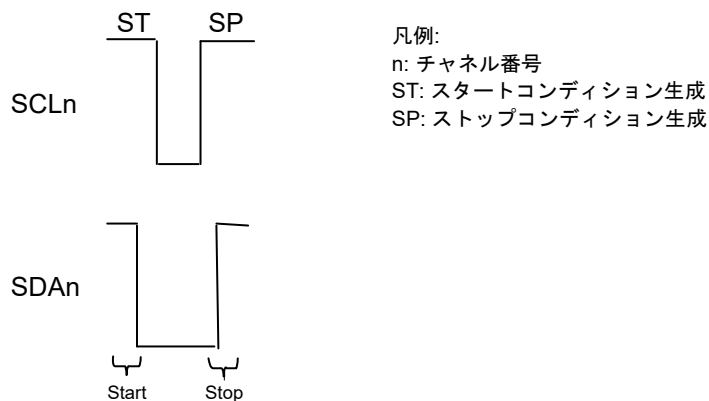 ST SP
SCLn
SDAn
Start Stop
凡例:
n: チャネル番号
ST: スタートコンディション生成
SP: ストップコンディション生成